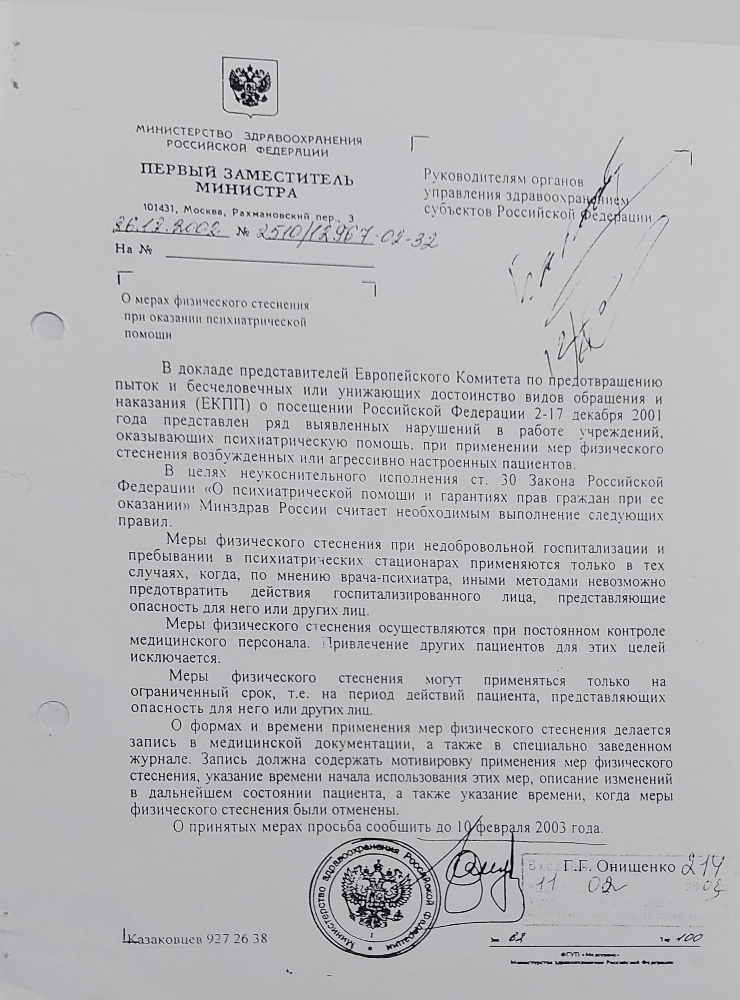 МИНИСТЕРСТВО ЗДРАВООХРАНЕНИЯ
РОССИЙСКОЙ ФЕДЕРАЦИИ
ПЕРВЫЙ ЗАМЕСТИТЕЛЬ
МИНИСТРА
101431, Москва, Рахмановский пер., 3
26.12.2002 № 2510/12967-02-32
На №
Руководителям органов
управления здравоохранением
субъектов Российской Федерации
О мерах физического стеснения
при оказании психиатрической
помощи
В докладе представителей Европейского Комитета по предотвращению
пыток и бесчеловечных или унижающих достоинство видов обращения и
наказания (ЕКПП) о посещении Российской Федерации 2-17 декабря 2001
года представлен ряд выявленных нарушений в работе учреждений,
оказывающих психиатрическую помощь, при применении мер физического
стеснения возбужденных или агрессивно настроенных пациентов.
В целях неукоснительного исполнения ст. 30 Закона Российской
Федерации «О психиатрической помощи и гарантиях прав граждан при ее
оказании» Минздрав России считает необходимым выполнение следующих
правил.
Меры физического стеснения при недобровольной госпитализации и
пребывании в психиатрических стационарах применяются только в тех
случаях, когда, по мнению врача-психиатра, иными методами невозможно
предотвратить действия госпитализированного лица, представляющие
опасность для него или других лиц.
Меры физического стеснения осуществляются при постоянном контроле
медицинского персонала. Привлечение других пациентов для этих целей
исключается.
Меры физического стеснения могут применяться только на
ограниченный срок, т.е. на период действий пациента, представляющих
опасность для него или других лиц.
О формах и времени применения мер физического стеснения делается
запись в медицинской документации, а также в специально заведенном
журнале. Запись должна содержать мотивировку применения мер физического
стеснения, указание времени начала использования этих мер, описание изменений
в дальнейшем состоянии пациента, а также указание времени, когда меры
физического стеснения были отменены.
О принятых мерах просьба сообщить до 10 февраля 2003 года.
Министерство здравоохранения Российской Федерации
1
Г.Г. Онищенко 214
11 02 2003
Казаковцев 927 26 38
100
Министерства здравоохранения Российской Федерации